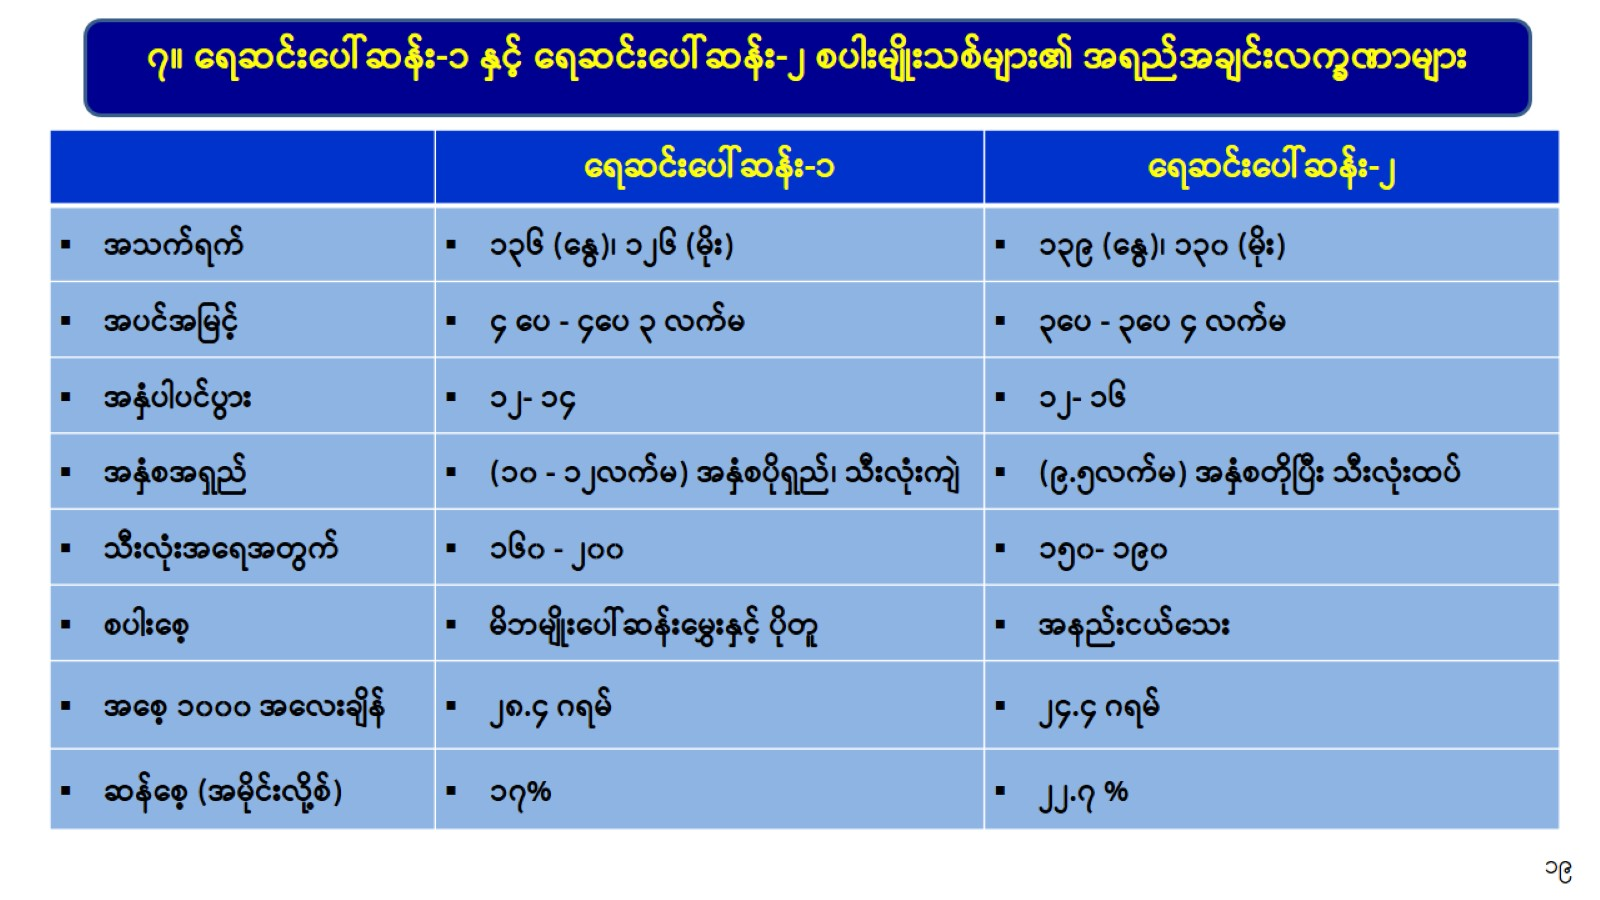 ၇။ ရေဆင်းပေါ်ဆန်း-၁ နှင့် ရေဆင်းပေါ်ဆန်း-၂ စပါးမျိုးသစ်များ၏ အရည်အချင်းလက္ခဏာများ
ရေဆင်းပေါ်ဆန်း-၁ ရေဆင်းပေါ်ဆန်း-၂
▪ အသက်ရက် ▪ ၁၃၆ (နွေ)၊ ၁၂၆ (မိုး) ▪ ၁၃၉ (နွေ)၊ ၁၃၀ (မိုး)
▪ အပင်အမြင့် ▪ ၄ ပေ - ၄ပေ ၃ လက်မ ▪ ၃ပေ - ၃ပေ ၄ လက်မ
▪ အနှံပါပင်ပွား ▪ ၁၂- ၁၄ ▪ ၁၂- ၁၆
▪ အနှံစအရှည် ▪ (၁၀ - ၁၂လက်မ) အနှံစပိုရှည်၊ သီးလုံးကျဲ ▪ (၉.၅လက်မ) အနှံစတိုပြီး သီးလုံးထပ်
▪ သီးလုံးအရေအတွက် ▪ ၁၆၀ - ၂၀၀ ▪ ၁၅၀- ၁၉၀
▪ စပါးစေ့ ▪ မိဘမျိုးပေါ်ဆန်းမွှေးနှင့် ပိုတူ ▪ အနည်းငယ်သေး
▪ အစေ့ ၁၀၀၀ အလေးချိန် ▪ ၂၈.၄ ဂရမ် ▪ ၂၄.၄ ဂရမ်
▪ ဆန်စေ့ (အမိုင်းလို့စ်) ▪ ၁၇% ▪ ၂၂.၇ %
၁၉